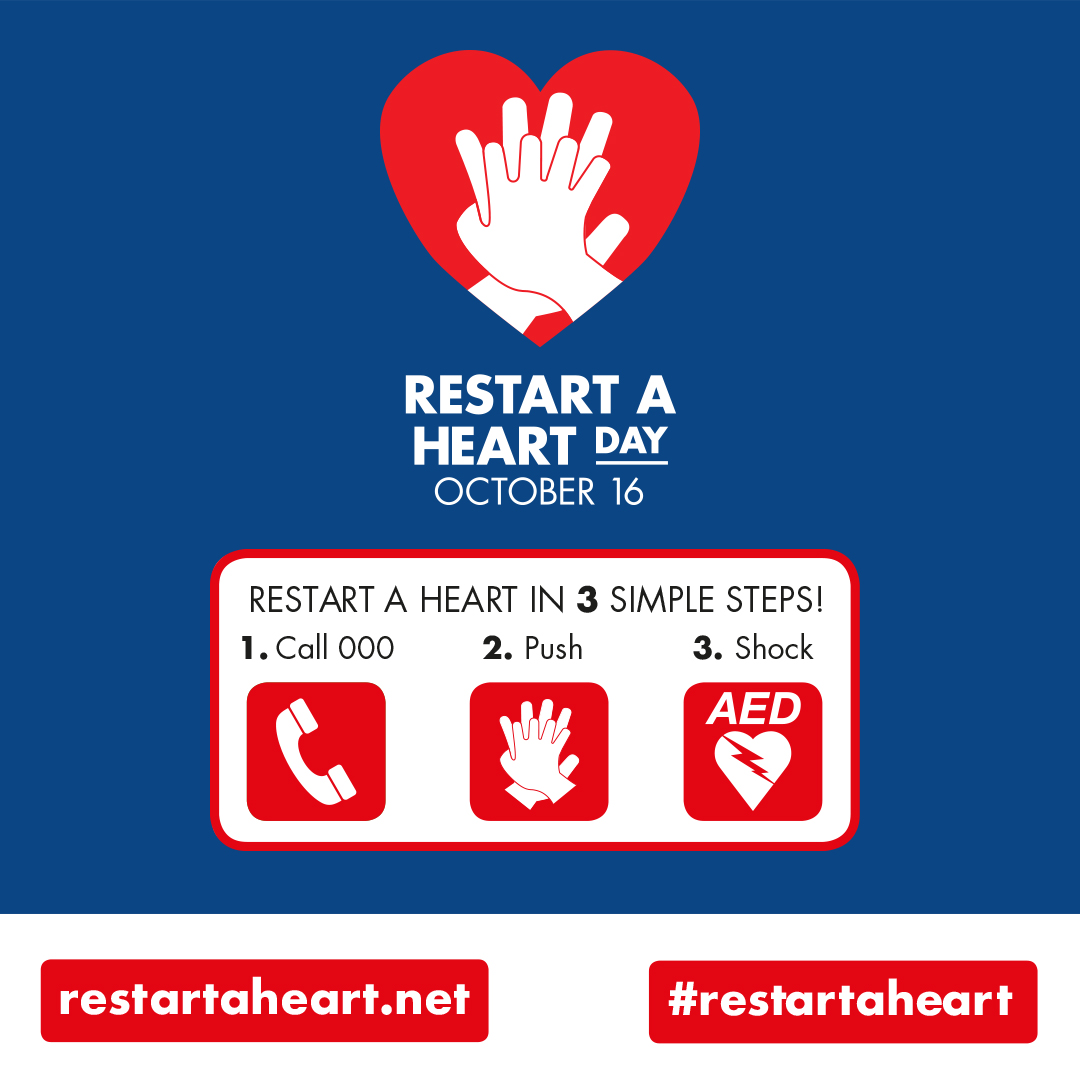 RESTART A
HEART DAY
OCTOBER 16
RESTART A HEART IN 3 SIMPLE STEPS!
1. Call 000
2. Push
3. Shock
AED
restartaheart.net
#restartaheart